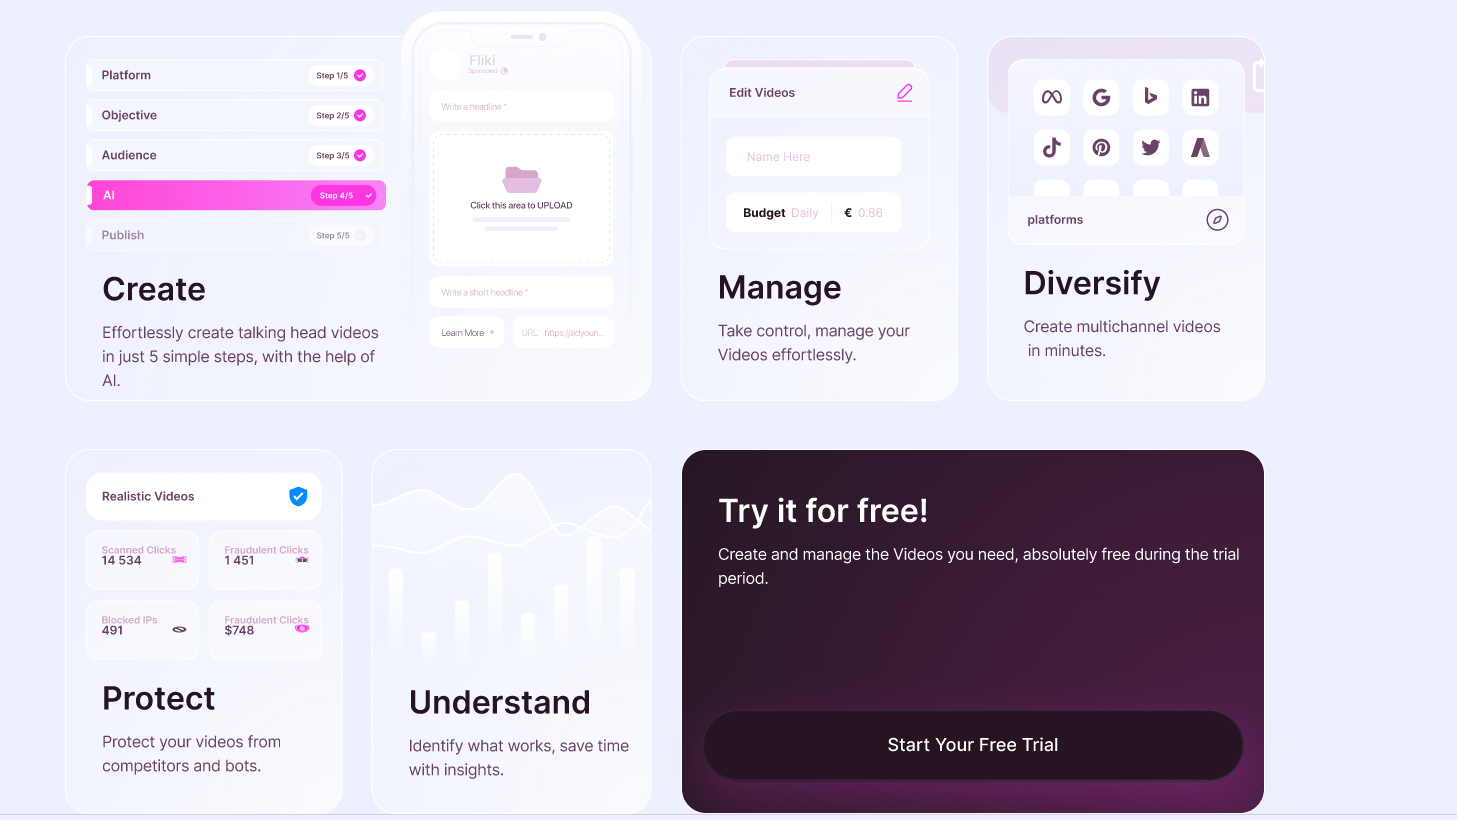 Platform
Step 1/5
Objective
Step 2/5
Audience
Step 3/5
AI
Step 4/5
Publish
Step 5/5
Create
Effortlessly create talking head videos
in just 5 simple steps, with the help of
AI.
Fliki
Sponsored
Write a headline *
Click this area to UPLOAD
Write a short headline *
Learn More
URL https://adyoun...
Edit Videos
Name Here
Budget Daily € 0.86
Manage
Take control, manage your
Videos effortlessly.
platforms
Diversify
Create multichannel videos
in minutes.
Realistic Videos
Scanned Clicks
14 534
Fraudulent Clicks
1 451
Blocked IPs
491
Fraudulent Clicks
$748
Protect
Protect your videos from
competitors and bots.
Understand
Identify what works, save time
with insights.
Try it for free!
Create and manage the Videos you need, absolutely free during the trial
period.
Start Your Free Trial